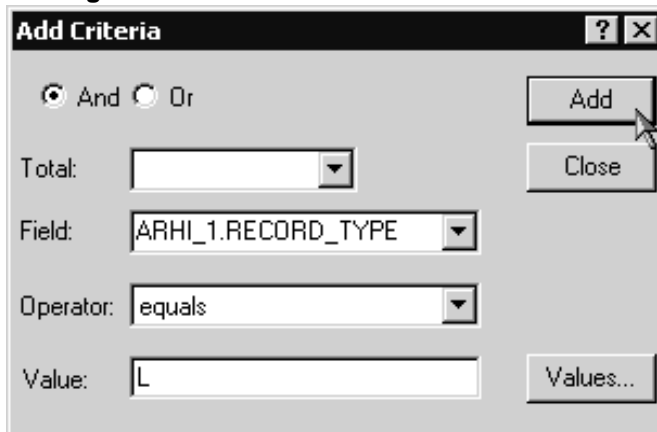 Add Criteria
And Or
Add
Total:
Close
Field: ARHI_1.RECORD_TYPE
Operator: equals
Value: L
Values...